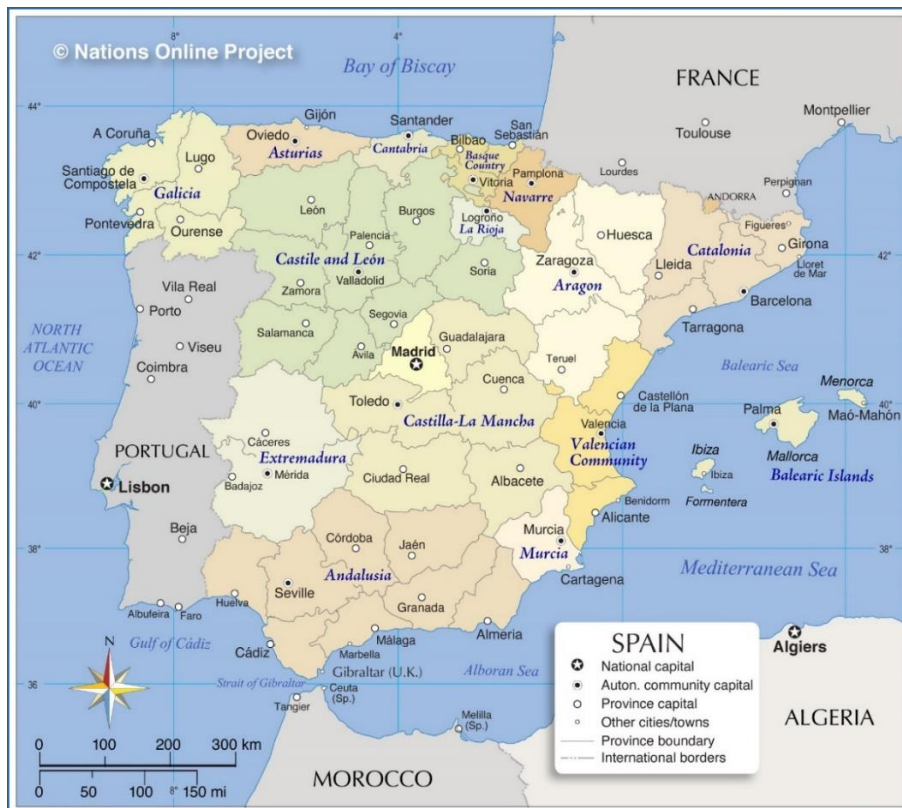 © Nations Online Project
8°
4°
0°
4°
Bay of Biscay
FRANCE
44°
Montpellier
Toulouse
Gijón
Santander
San
Sebastián
A Coruña
Oviedo
Bilbao
Lugo
Asturias
Cantabria
Basque
Country
Lourdes
Santiago de
Compostela
Vitoria
Pamplona
Perpignan
Galicia
León
Navarre
ANDORRA
Pontevedra
Burgos
Logroño
La Rioja
Huesca
Figueres
Ourense
Palencia
Girona
42°
42°
Castile and León
Zaragoza
Catalonia
Lleida
Lloret
de Mar
Valladolid
Soria
Aragon
Vila Real
Zamora
Barcelona
Porto
Segovia
Tarragona
NORTH
ATLANTIC
OCEAN
Salamanca
Guadalajara
Viseu
Avila
Madrid
Teruel
Balearic Sea
Coimbra
Cuenca
Menorca
40°
40°
Castellón
de la Plana
Maó-Mahón
Toledo
Palma
Castilla-La Mancha
Valencia
Cáceres
Valencian
Community
Mallorca
PORTUGAL
Extremadura
Ibiza
Balearic Islands
Mérida
Ciudad Real
Ibiza
Lisbon
Badajoz
Albacete
Benidorm
Formentera
Alicante
Beja
Murcia
38°
38°
Córdoba
Jaén
Murcia
Mediterranean Sea
Cartagena
Andalusia
Seville
Huelva
Granada
Albufeira
Faro
Almeria
Gulf of Cádiz
Málaga
Cádiz
Marbella
Algiers
Gibraltar (U.K.)
Alboran Sea
36°
Strait of Gibraltar
Ceuta
(Sp.)
Tangier
Melilla
(Sp.)
MOROCCO
ALGERIA
N
0 100 200 300 km
0 50 100 150 mi
8°
SPAIN
National capital
Auton. community capital
Province capital
Other cities/towns
Province boundary
International borders